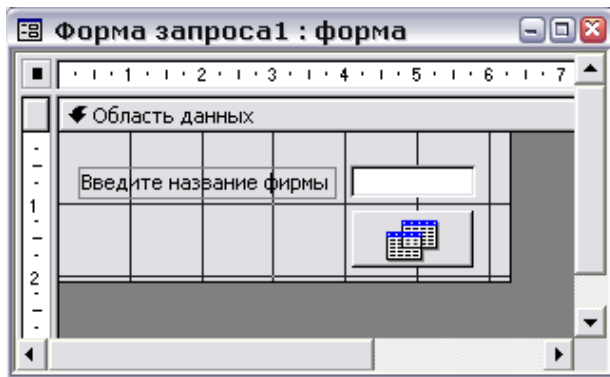 Форма запроса1 : форма
1 2 3 4 5 6 7
Область данных
Введите название фирмы
1
2